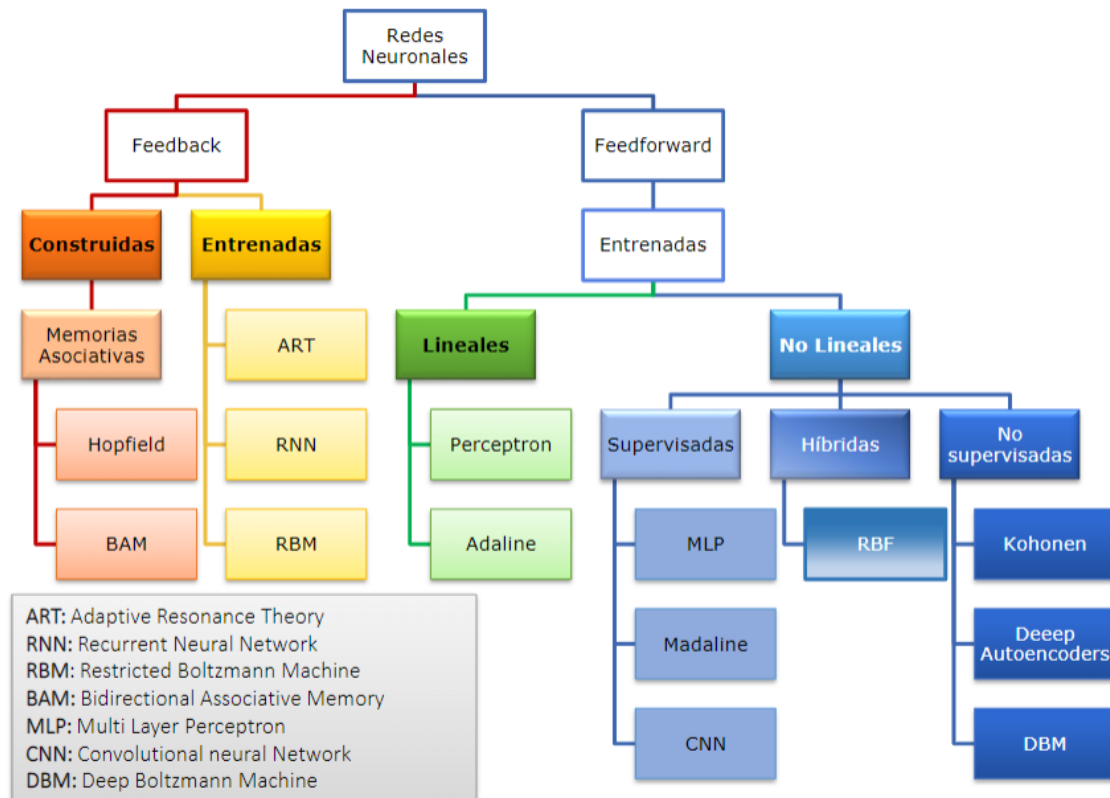 Redes
Neuronales
Feedback
Feedforward
Construidas
Entrenadas
Entrenadas
Memorias
Asociativas
ART
Lineales
No Lineales
Hopfield
RNN
Perceptron
Supervisadas
Híbridas
No
supervisadas
BAM
RBM
Adaline
MLP
RBF
Kohonen
Madaline
Deeep
Autoencoders
CNN
DBM
ART: Adaptive Resonance Theory
RNN: Recurrent Neural Network
RBM: Restricted Boltzmann Machine
BAM: Bidirectional Associative Memory
MLP: Multi Layer Perceptron
CNN: Convolutional neural Network
DBM: Deep Boltzmann Machine